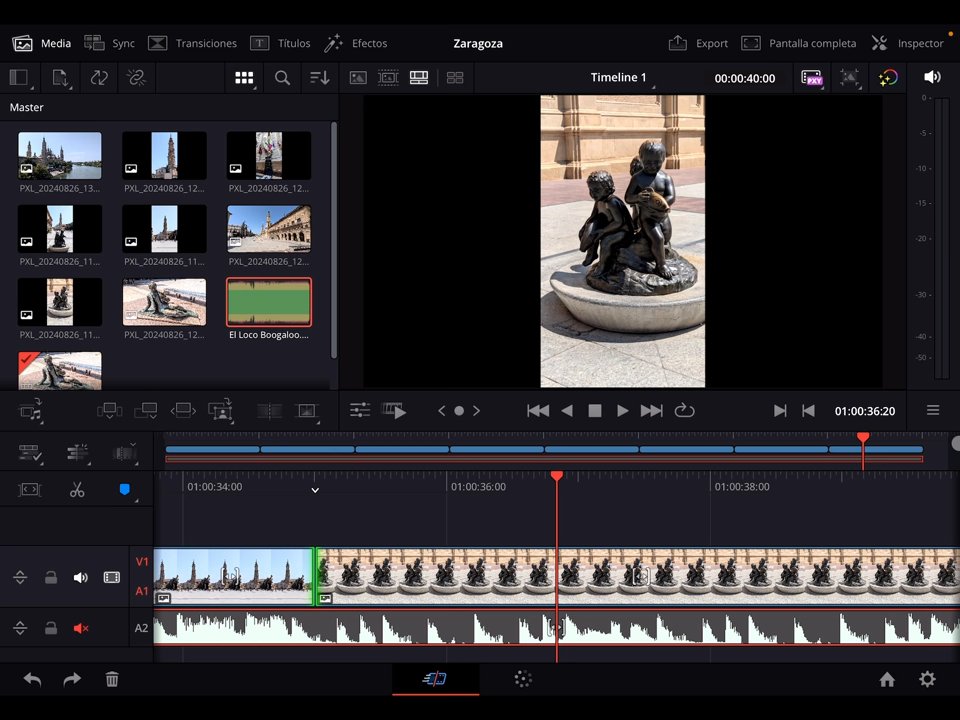 Media Sync Transiciones Títulos Efectos Zaragoza Export Pantalla completa Inspector
Timeline 1 00:00:40:00 PXY
Master
PXL_20240826_13... PXL_20240826_12... PXL_20240826_12...
PXL_20240826_11... PXL_20240826_11... PXL_20240826_12...
PXL_20240826_11... PXL_20240826_12... El Loco Boogaloo....
0
-5
-10
-15
-20
-30
-40
-50
01:00:36:20
01:00:34:00 01:00:36:00 01:00:38:00
V1
A1
A2